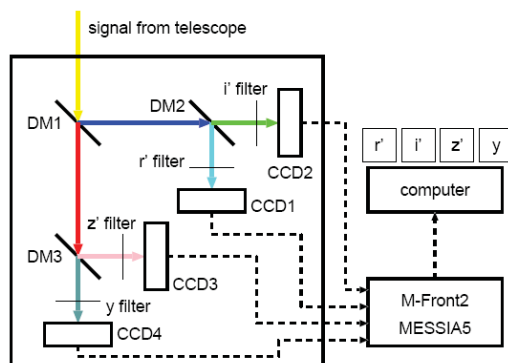 signal from telescope
DM1
DM2
i’ filter
CCD2
r’ filter
CCD1
z’ filter
DM3
CCD3
y filter
CCD4
r’ i’ z’ y
computer
M-Front2
MESSIA5